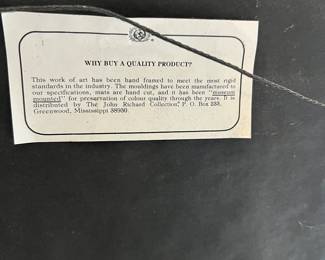 WHY BUY A QUALITY PRODUCT?
This work of art has been hand framed to meet the most rigid
standards in the industry. The mouldings have been manufactured to
our specifications, mats are hand cut, and it has been "museum
mounted" for preservation of colour quality through the years. It is
distributed by The John Richard Collection, P. O. Box 259,
Greenwood, Mississippi 38930.